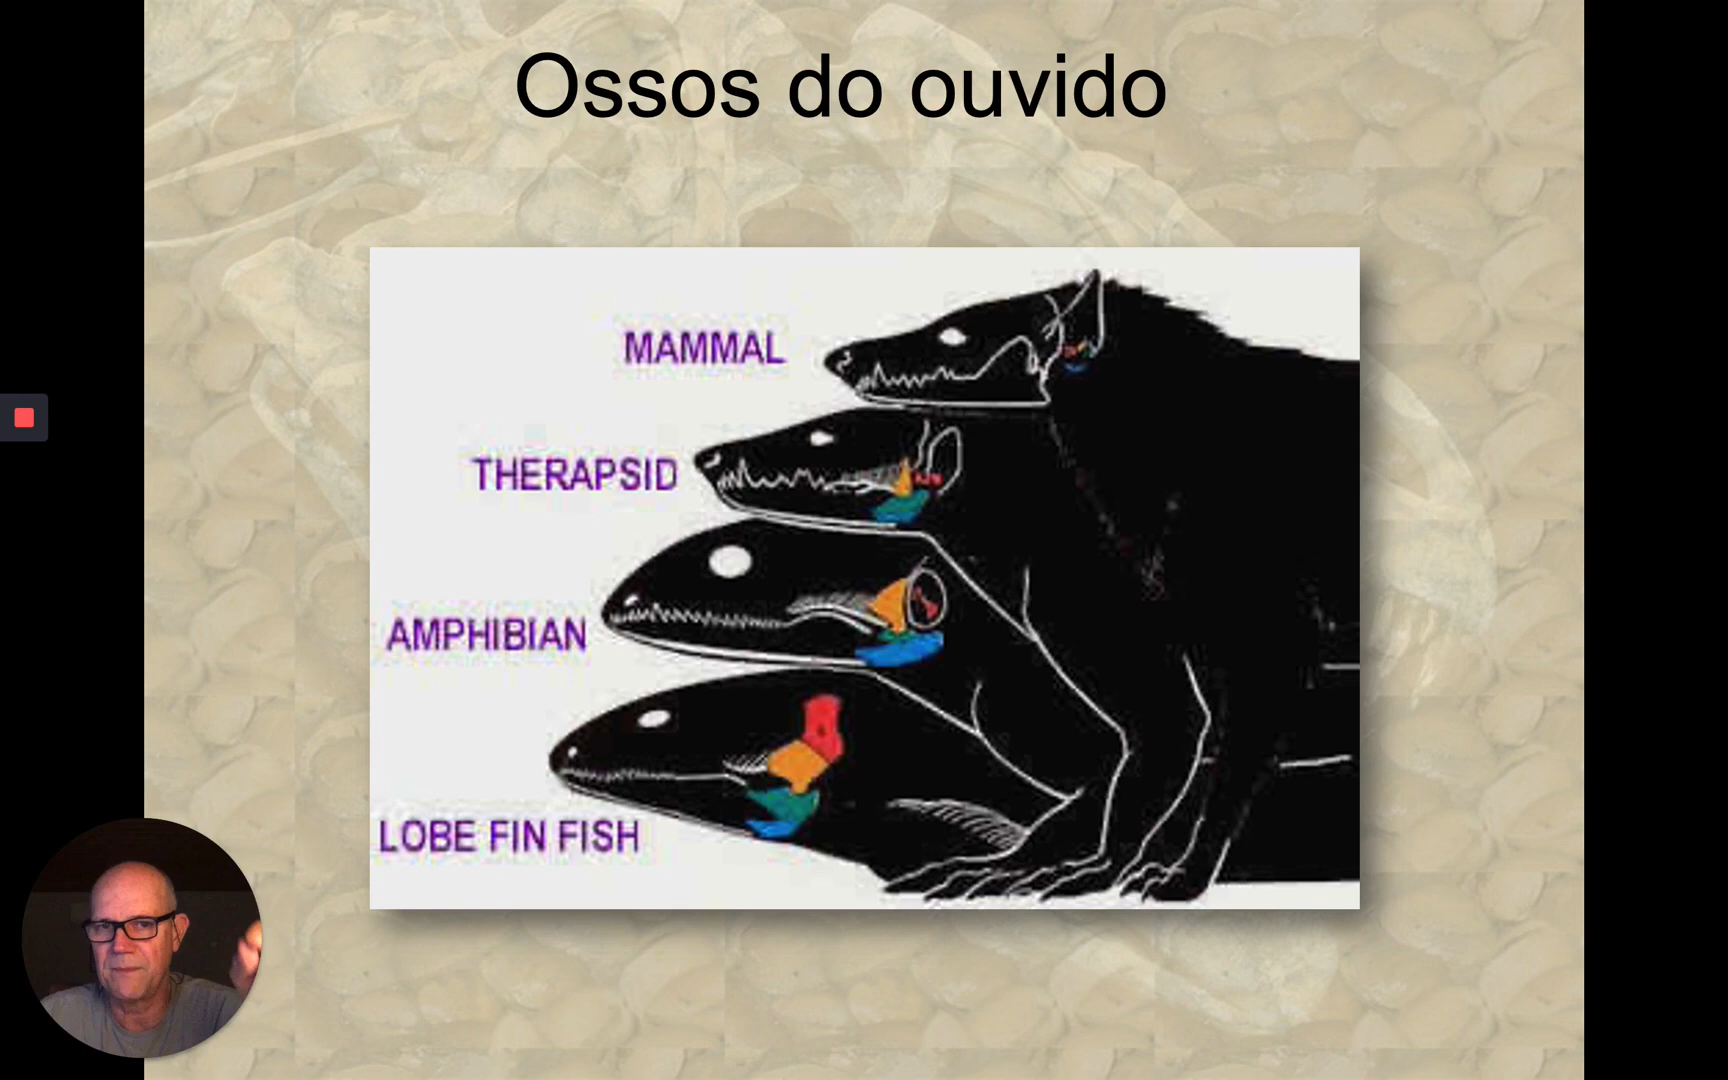 Ossos do ouvido
MAMMAL
THERAPSID
AMPHIBIAN
LOBE FIN FISH